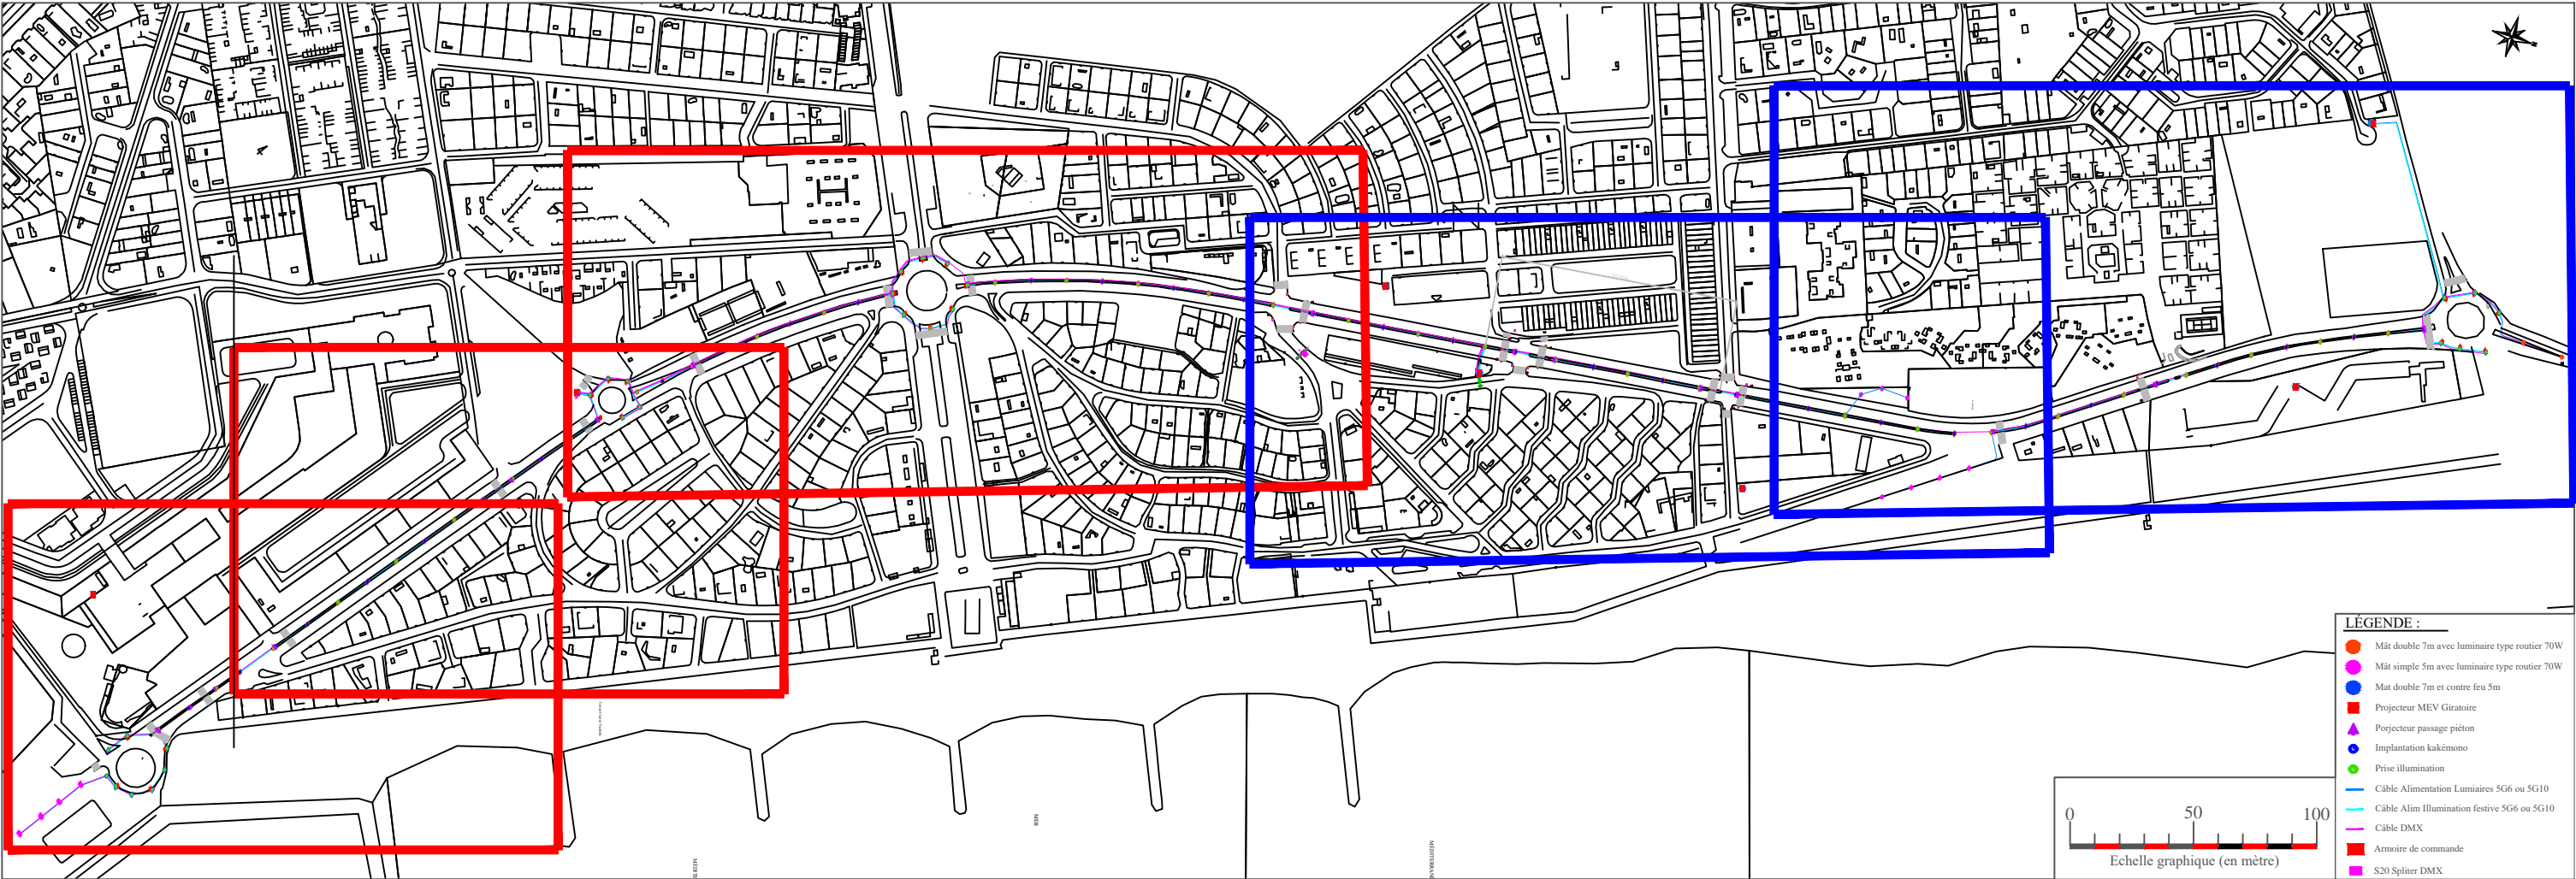 LÉGENDE :
Mât double 7m avec luminaire type routier 70W
Mât simple 5m avec luminaire type routier 70W
Mat double 7m et contre feu 5m
Projecteur MEV Giratoire
Porjecteur passage piéton
Implantation kakémono
Prise illumination
Câble Alimentation Lumiaires 5G6 ou 5G10
Câble Alim Illumination festive 5G6 ou 5G10
Câble DMX
Armoire de commande
S20 Spliter DMX
0 50 100
Echelle graphique (en mètre)
MER